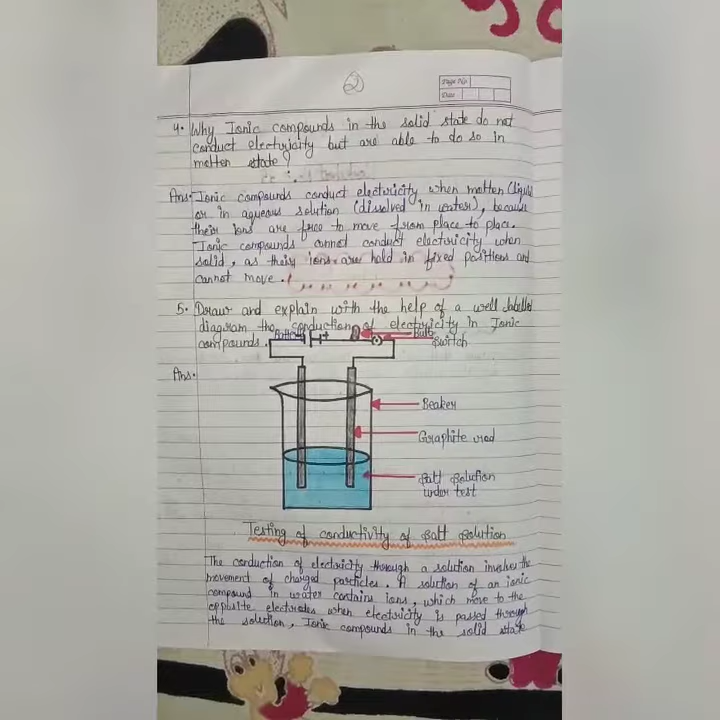 2
Page No.
Date
4. Why Ionic compounds in the solid state do not
conduct electricity but are able to do so in
molten state?
Ans. Ionic compounds conduct electricity when molten (liquid
or in aqueous solution (dissolved in water), because
their ions are free to move from place to place.
Ionic compounds cannot conduct electricity when
solid, as their ions are held in fixed positions and
cannot move.
5. Draw and explain with the help of a well labelled
diagram the conduction of electricity in Ionic
compounds.
Battery
+
Bulb
Switch
Ans.
Beaker
Graphite rod
Salt solution
under test
Testing of conductivity of Salt Solution
The conduction of electricity through a solution involves the
movement of charged particles. A solution of an ionic
compound in water contains ions, which move to the
opposite electrodes when electricity is passed through
the solution, Ionic compounds in the solid state